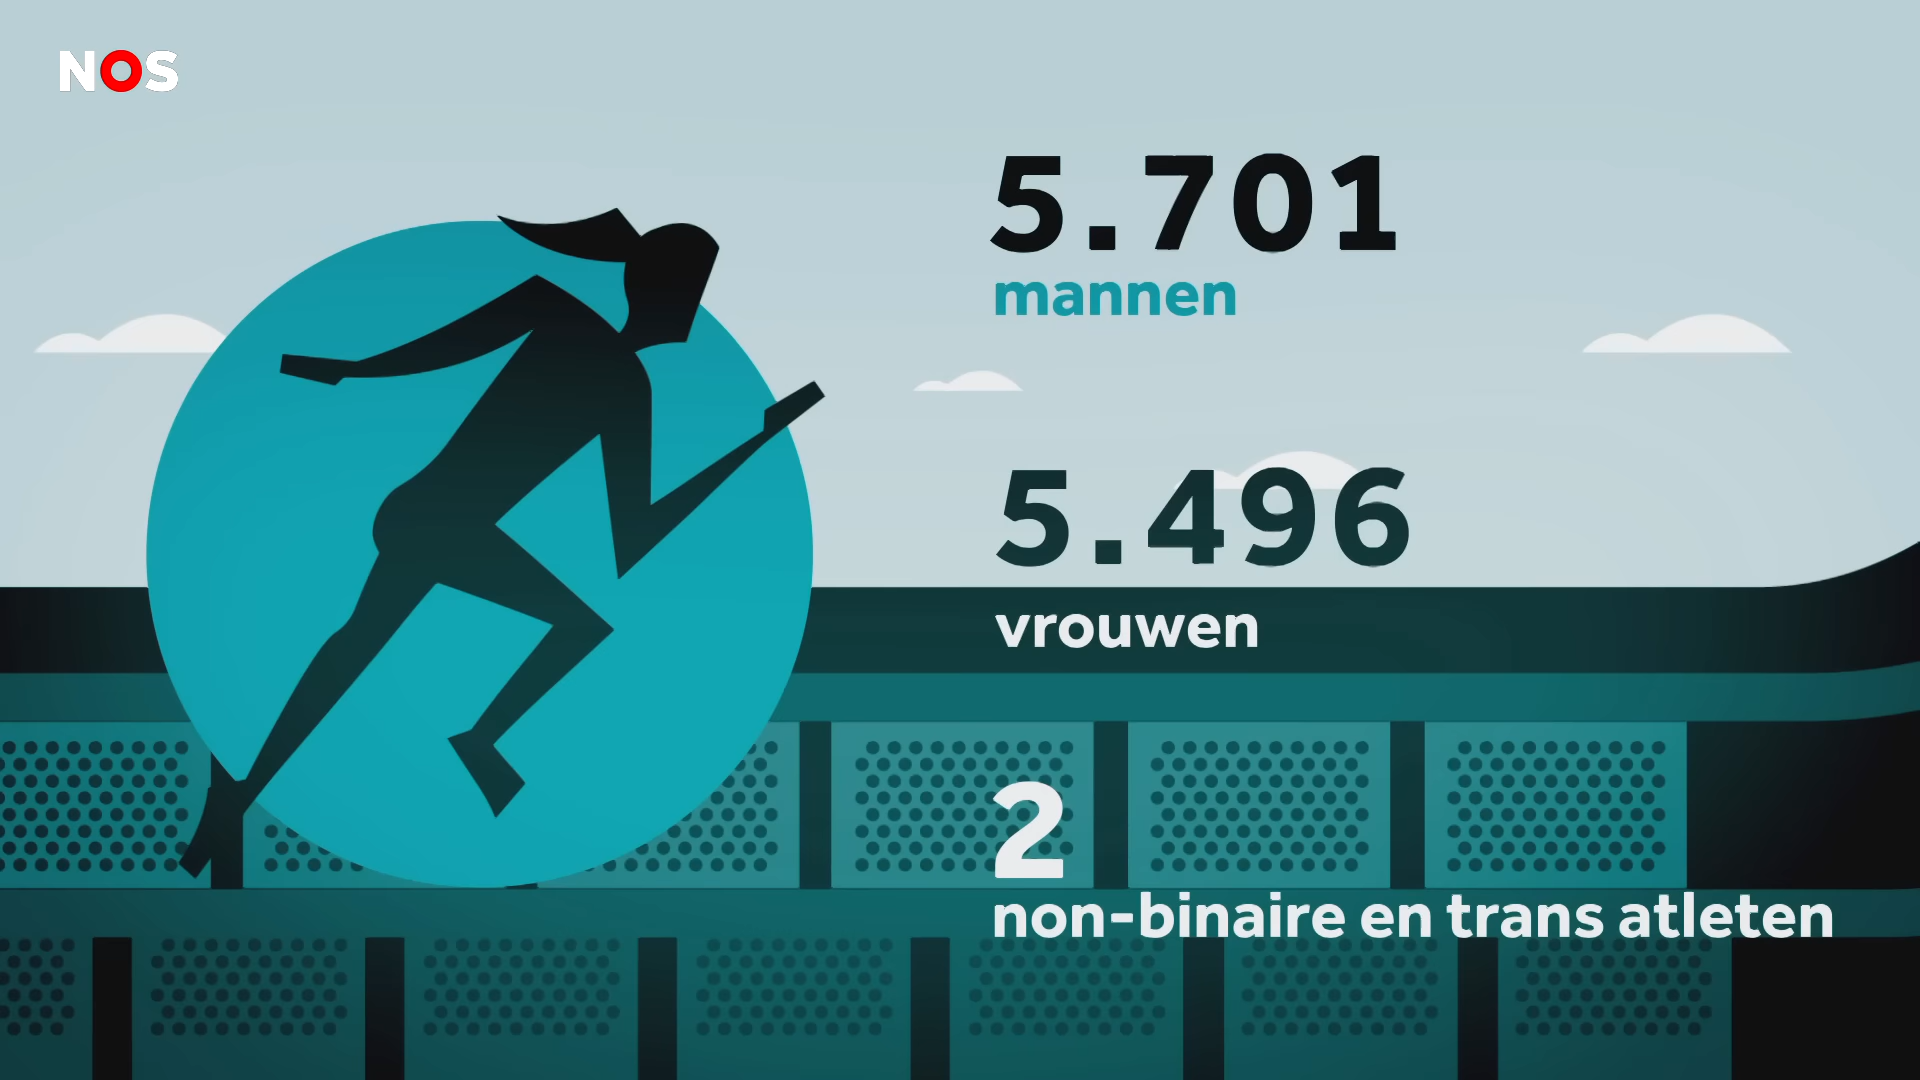 NOS
5.701
mannen
5.496
vrouwen
2
non-binaire en trans atleten